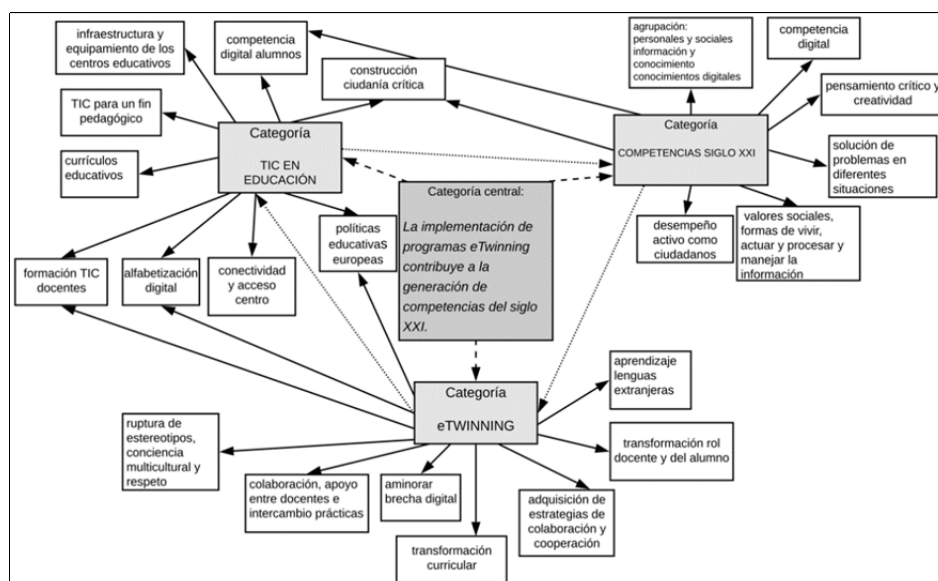 infraestructura y
equipamiento de los
centros educativos
competencia
digital alumnos
construcción
ciudanía crítica
agrupación:
personales y sociales
información y
conocimiento
conocimientos digitales
competencia
digital
pensamiento crítico y
creatividad
TIC para un fin
pedagógico
Categoría
TIC EN
EDUCACIÓN
Categoría
COMPETENCIAS SIGLO XXI
solución de
problemas en
diferentes
situaciones
currículos
educativos
Categoría central:
La implementación de
programas eTwinning
contribuye a la
generación de
competencias del siglo
XXI.
políticas
educativas
europeas
desempeño
activo como
ciudadanos
valores sociales,
formas de vivir,
actuar y procesar y
manejar la
información
formación TIC
docentes
alfabetización
digital
conectividad
y acceso
centro
Categoría
eTWINNING
aprendizaje
lenguas
extranjeras
ruptura de
estereotipos,
conciencia
multicultural y
respeto
transformación rol
docente y del alumno
colaboración, apoyo
entre docentes e
intercambio prácticas
aminorar
brecha digital
adquisición de
estrategias de
colaboración y
cooperación
transformación
curricular